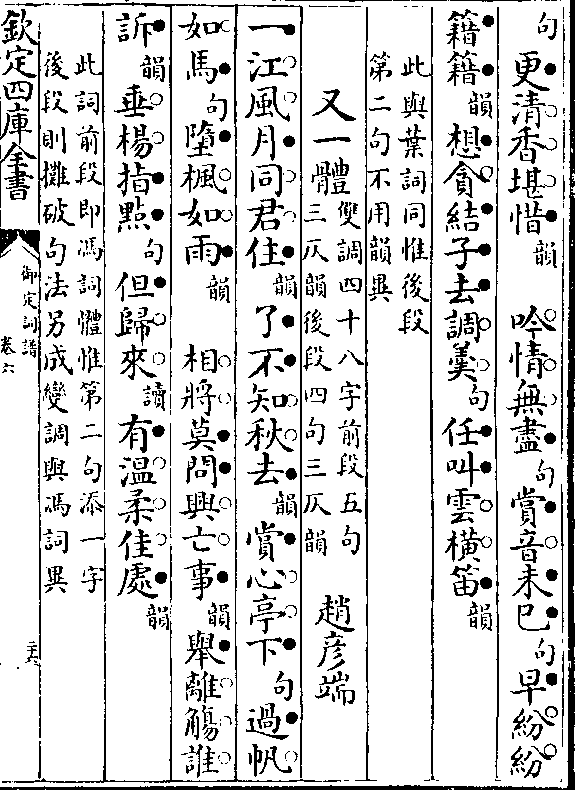 句　更清香堪惜韻　　吟情無盡句賞音未已句早紛紛
籍籍韻想貪結子去調羹句任叫雲橫笛韻
此與葉詞同惟後段
第二句不用韻異
又一體雙調四十八字前段五句
三仄韻後段四句三仄韻　趙彥端
一江風月同君住韻了不知秋去韻賞心亭下句過帆
如馬句墮楓如雨韻　　相將莫問興亡事韻舉離觴誰
訴韻垂楊指點句但歸來讀有溫柔佳處韻
此詞前段即馮詞體惟第二句添一字
後段則攤破句法另成變調與馮詞異
欽定四庫全書　御定詞譜　卷六